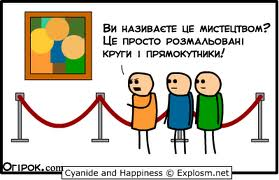 Ви називаєте це мистецтвом?
Це просто розмальовані
круги і прямокутники!
Огірок.com
Cyanide and Happiness © Explosm.net